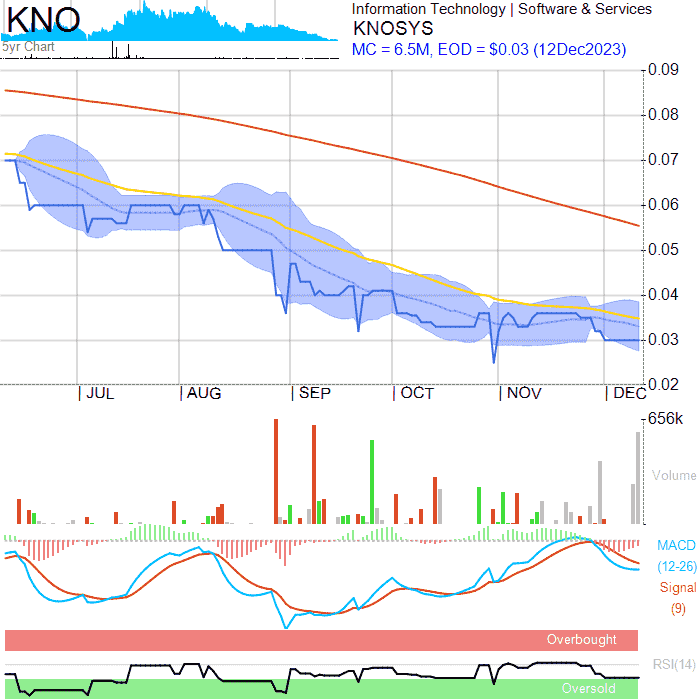 KNO
5yr Chart
Information Technology | Software & Services
KNOSYS
MC = 6.5M, EOD = $0.03 (12Dec2023)
0.09
0.08
0.07
0.06
0.05
0.04
0.03
0.02
| JUL | AUG | SEP | OCT | NOV | DEC
656k
Volume
MACD
(12-26)
Signal
(9)
Overbought
RSI(14)
Oversold